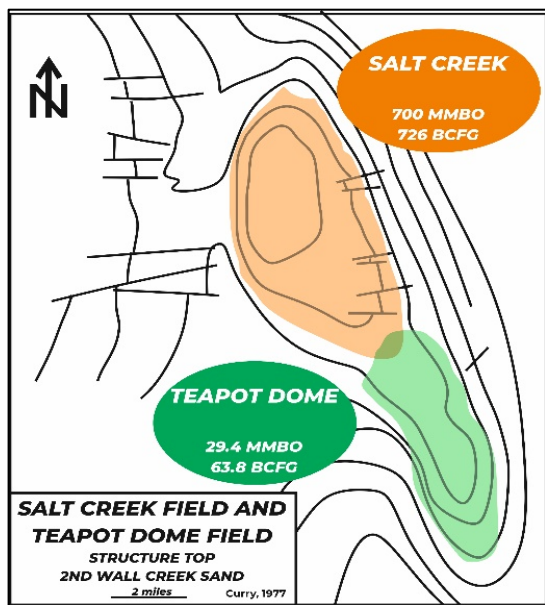 N
SALT CREEK
700 MMBO
726 BCFG
TEAPOT DOME
29.4 MMBO
63.8 BCFG
SALT CREEK FIELD AND
TEAPOT DOME FIELD
STRUCTURE TOP
2ND WALL CREEK SAND
2 miles
Curry, 1977